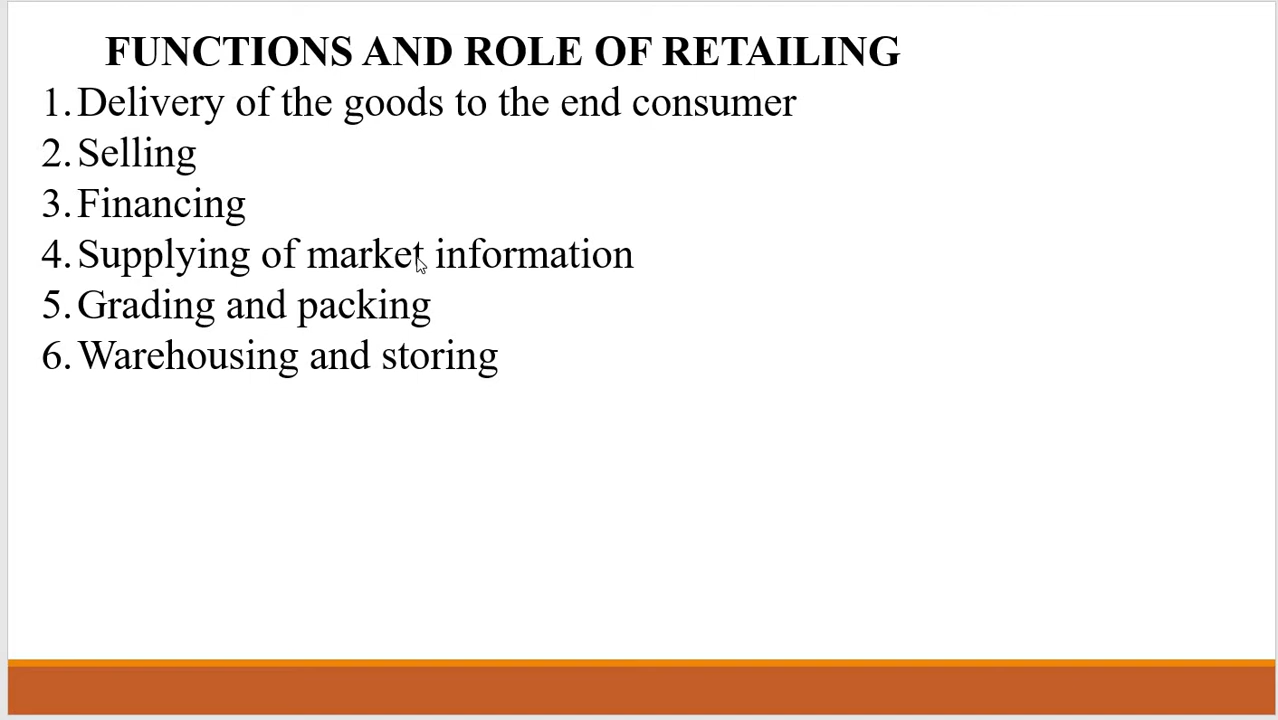 FUNCTIONS AND ROLE OF RETAILING
1. Delivery of the goods to the end consumer
2. Selling
3. Financing
4. Supplying of market information
5. Grading and packing
6. Warehousing and storing